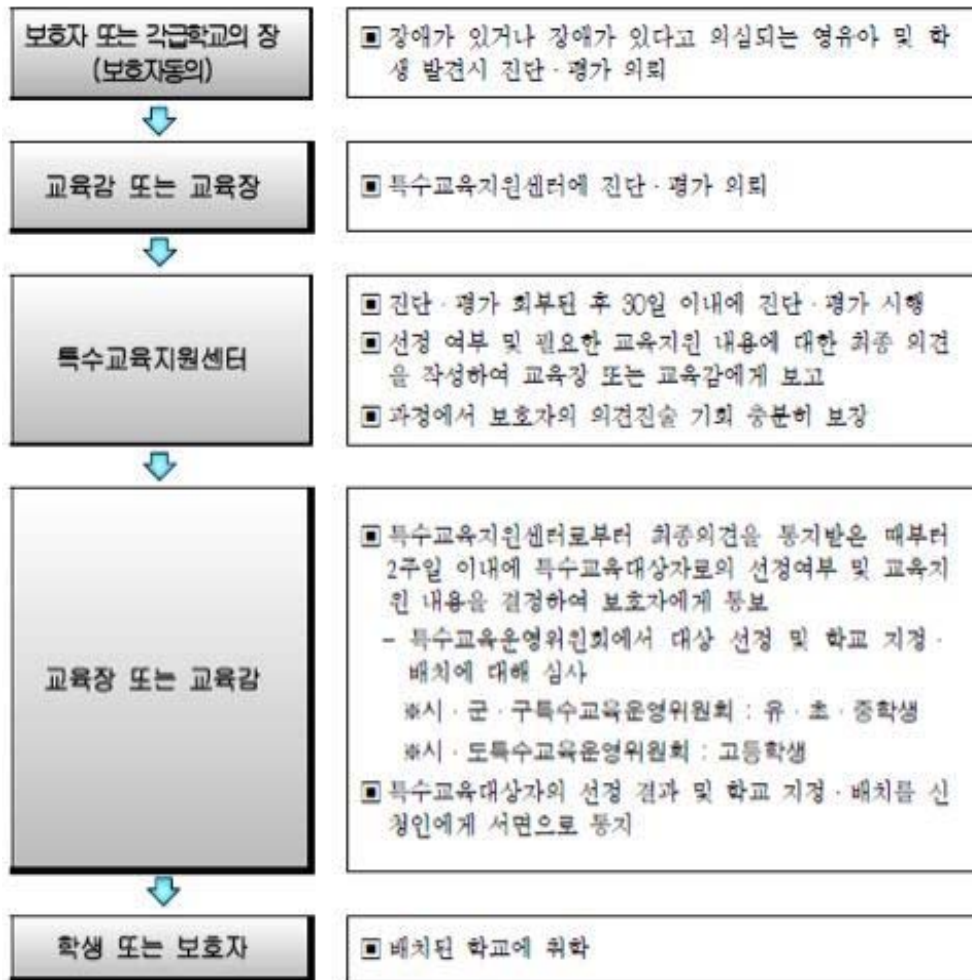 보호자 또는 각급학교의 장
(보호자동의)
▣ 장애가 있거나 장애가 있다고 의심되는 영유아 및 학
생 발견시 진단·평가 의뢰
교육감 또는 교육장
▣ 특수교육지원센터에 진단·평가 의뢰
특수교육지원센터
▣ 진단·평가 회부된 후 30일 이내에 진단·평가 시행
▣ 선정 여부 및 필요한 교육지원 내용에 대한 최종 의견
을 작성하여 교육장 또는 교육감에게 보고
▣ 과정에서 보호자의 의견진술 기회 충분히 보장
교육장 또는 교육감
▣ 특수교육지원센터로부터 최종의견을 통지받은 때부터
2주일 이내에 특수교육대상자로의 선정여부 및 교육지
원 내용을 결정하여 보호자에게 통보
- 특수교육운영위원회에서 대상 선정 및 학교 지정·
배치에 대해 심사
※시·군·구특수교육운영위원회 : 유·초·중학생
※시·도특수교육운영위원회 : 고등학생
▣ 특수교육대상자의 선정 결과 및 학교 지정·배치를 신
청인에게 서면으로 통지
학생 또는 보호자
▣ 배치된 학교에 취학